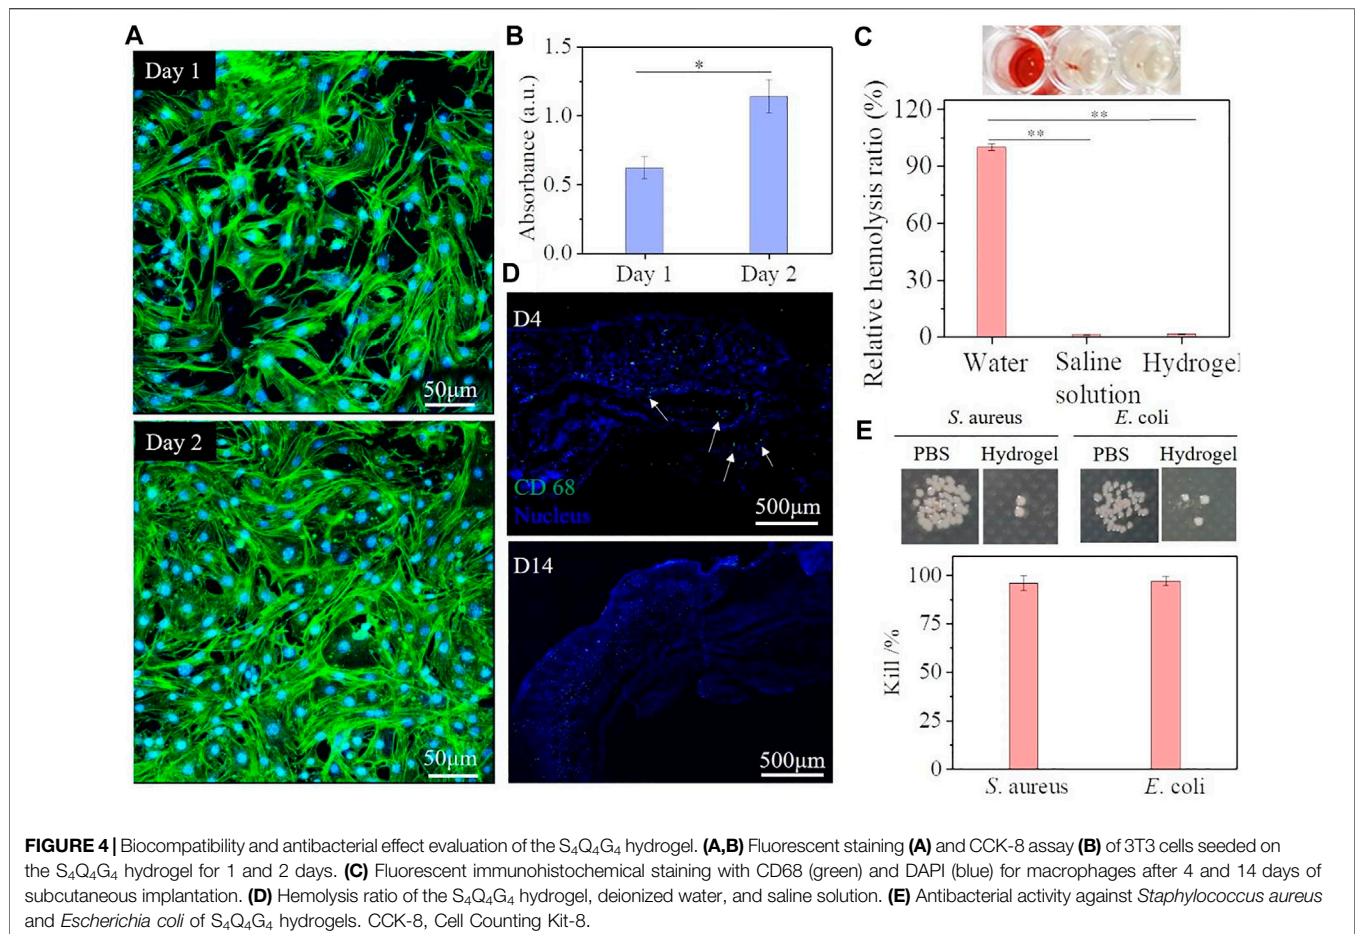 A
Day 1
50µm
Day 2
50µm
B
Absorbance (a.u.)
1.5
1.0
0.5
0.0
*
Day 1
Day 2
C
Relative hemolysis ratio (%)
120
90
60
30
0
**
**
Water
Saline
solution
Hydrogel
D
D4
CD 68
Nucleus
500µm
D14
500µm
E
S. aureus
E. coli
PBS
Hydrogel
PBS
Hydrogel
Kill /%
100
75
50
25
0
S. aureus
E. coli
FIGURE 4 | Biocompatibility and antibacterial effect evaluation of the S₄Q₄G₄ hydrogel. (A,B) Fluorescent staining (A) and CCK-8 assay (B) of 3T3 cells seeded on
the S₄Q₄G₄ hydrogel for 1 and 2 days. (C) Fluorescent immunohistochemical staining with CD68 (green) and DAPI (blue) for macrophages after 4 and 14 days of
subcutaneous implantation. (D) Hemolysis ratio of the S₄Q₄G₄ hydrogel, deionized water, and saline solution. (E) Antibacterial activity against Staphylococcus aureus
and Escherichia coli of S₄Q₄G₄ hydrogels. CCK-8, Cell Counting Kit-8.